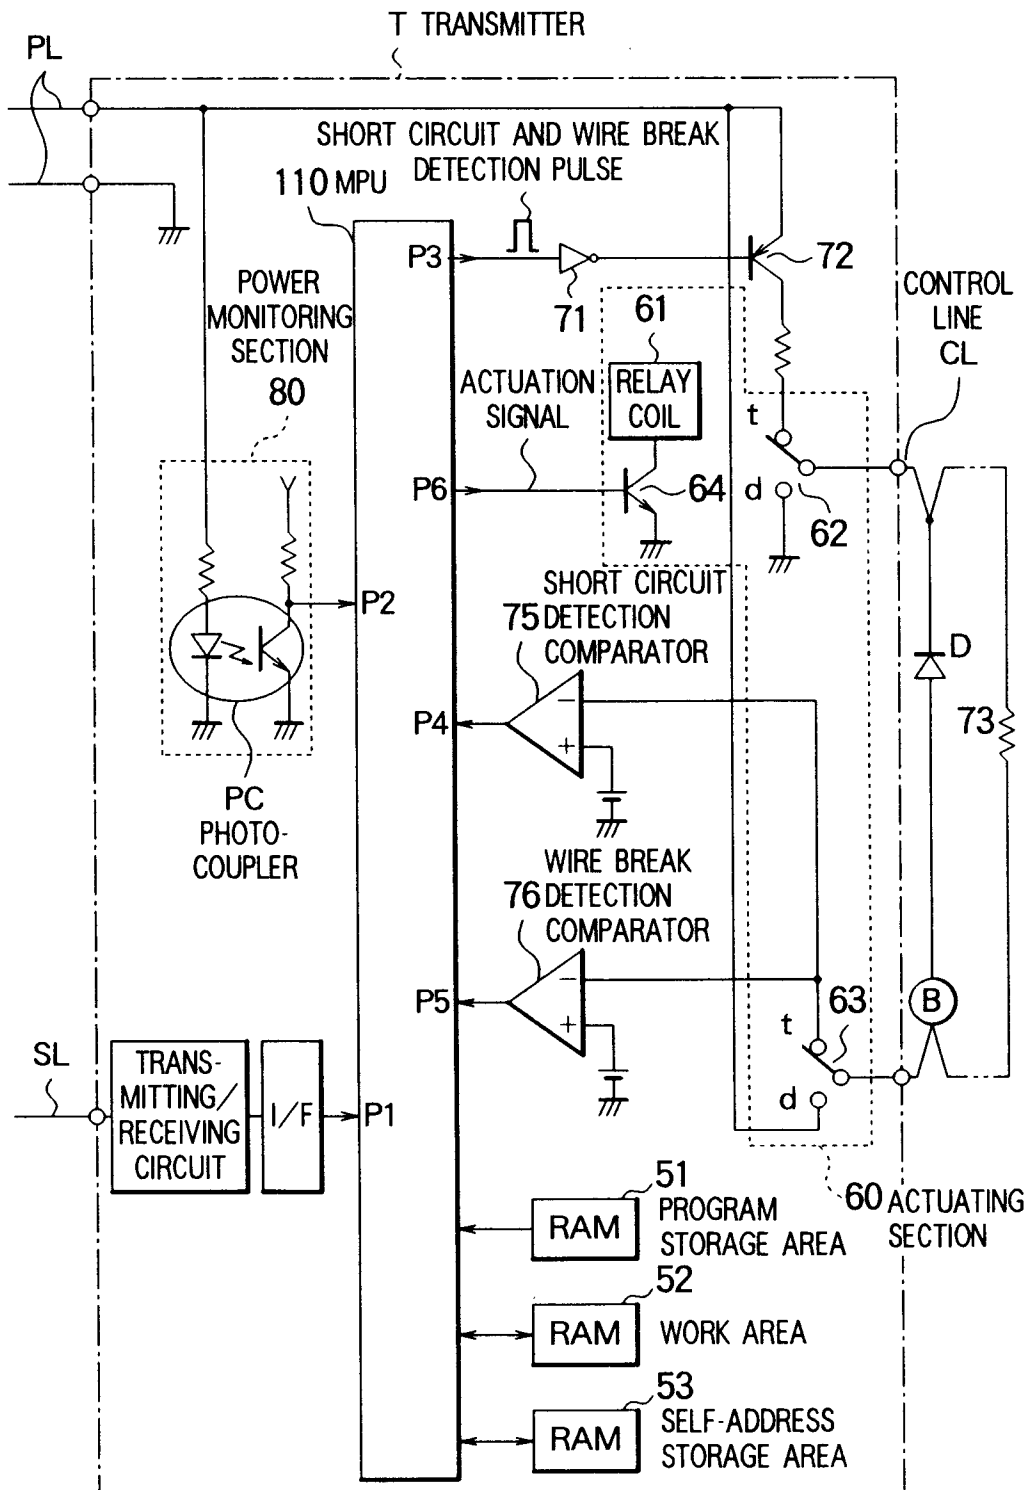 T TRANSMITTER
PL
SHORT CIRCUIT AND WIRE BREAK
DETECTION PULSE
110 MPU
P3
71
72
POWER
MONITORING
SECTION
80
61
RELAY
COIL
CONTROL
LINE
CL
ACTUATION
SIGNAL
P6
64
t
d
62
P2
SHORT CIRCUIT
75 DETECTION
COMPARATOR
D
P4
−
+
73
PC
PHOTO-
COUPLER
WIRE BREAK
76 DETECTION
COMPARATOR
P5
−
+
B
63
t
d
SL
TRANS-
MITTING/
RECEIVING
CIRCUIT
I/F
P1
60 ACTUATING
SECTION
51
RAM
PROGRAM
STORAGE AREA
52
RAM
WORK AREA
53
RAM
SELF-ADDRESS
STORAGE AREA